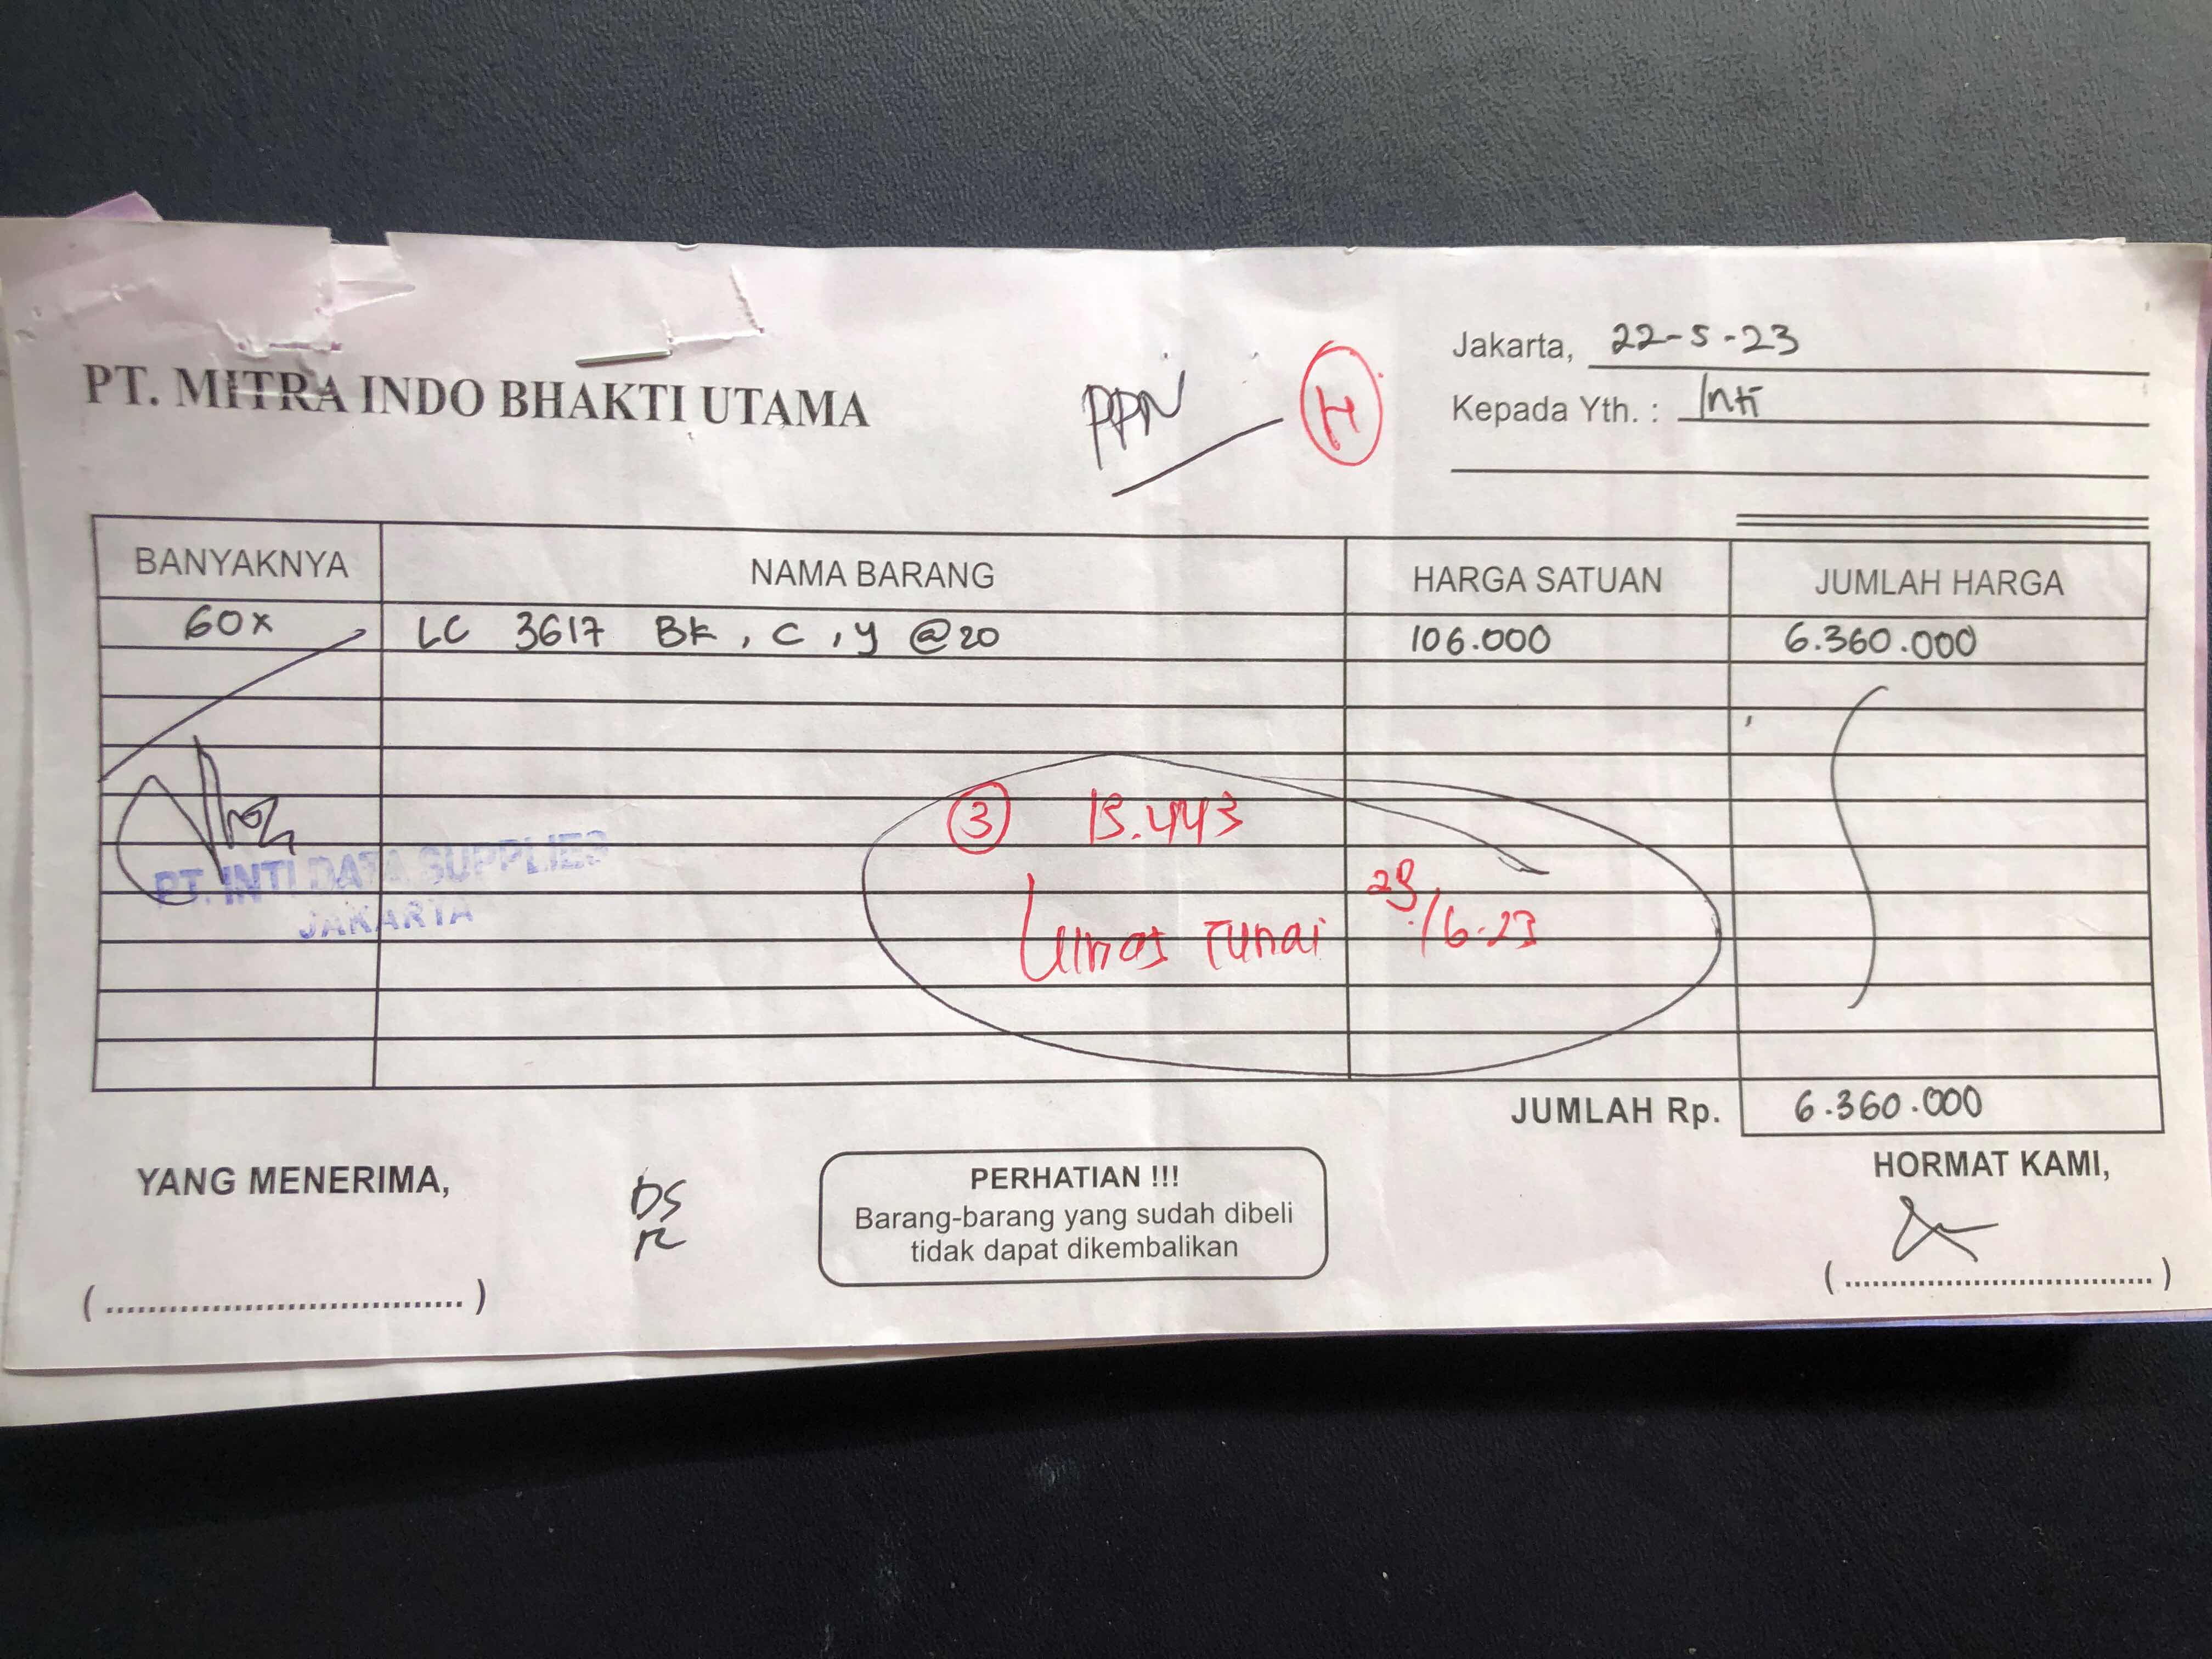 PT. MITRA INDO BHAKTI UTAMA
PPN
H
Jakarta, 22-5-23
Kepada Yth. : Inti
BANYAKNYA NAMA BARANG HARGA SATUAN JUMLAH HARGA
60x LC 3617 BK, C, Y @20 106.000 6.360.000
3 15.443
Lunas Tunai /6-23
PT. INTI DATA SUPPLIES
JAKARTA
JUMLAH Rp. 6.360.000
YANG MENERIMA,
DS
PERHATIAN !!!
Barang-barang yang sudah dibeli
tidak dapat dikembalikan
HORMAT KAMI,